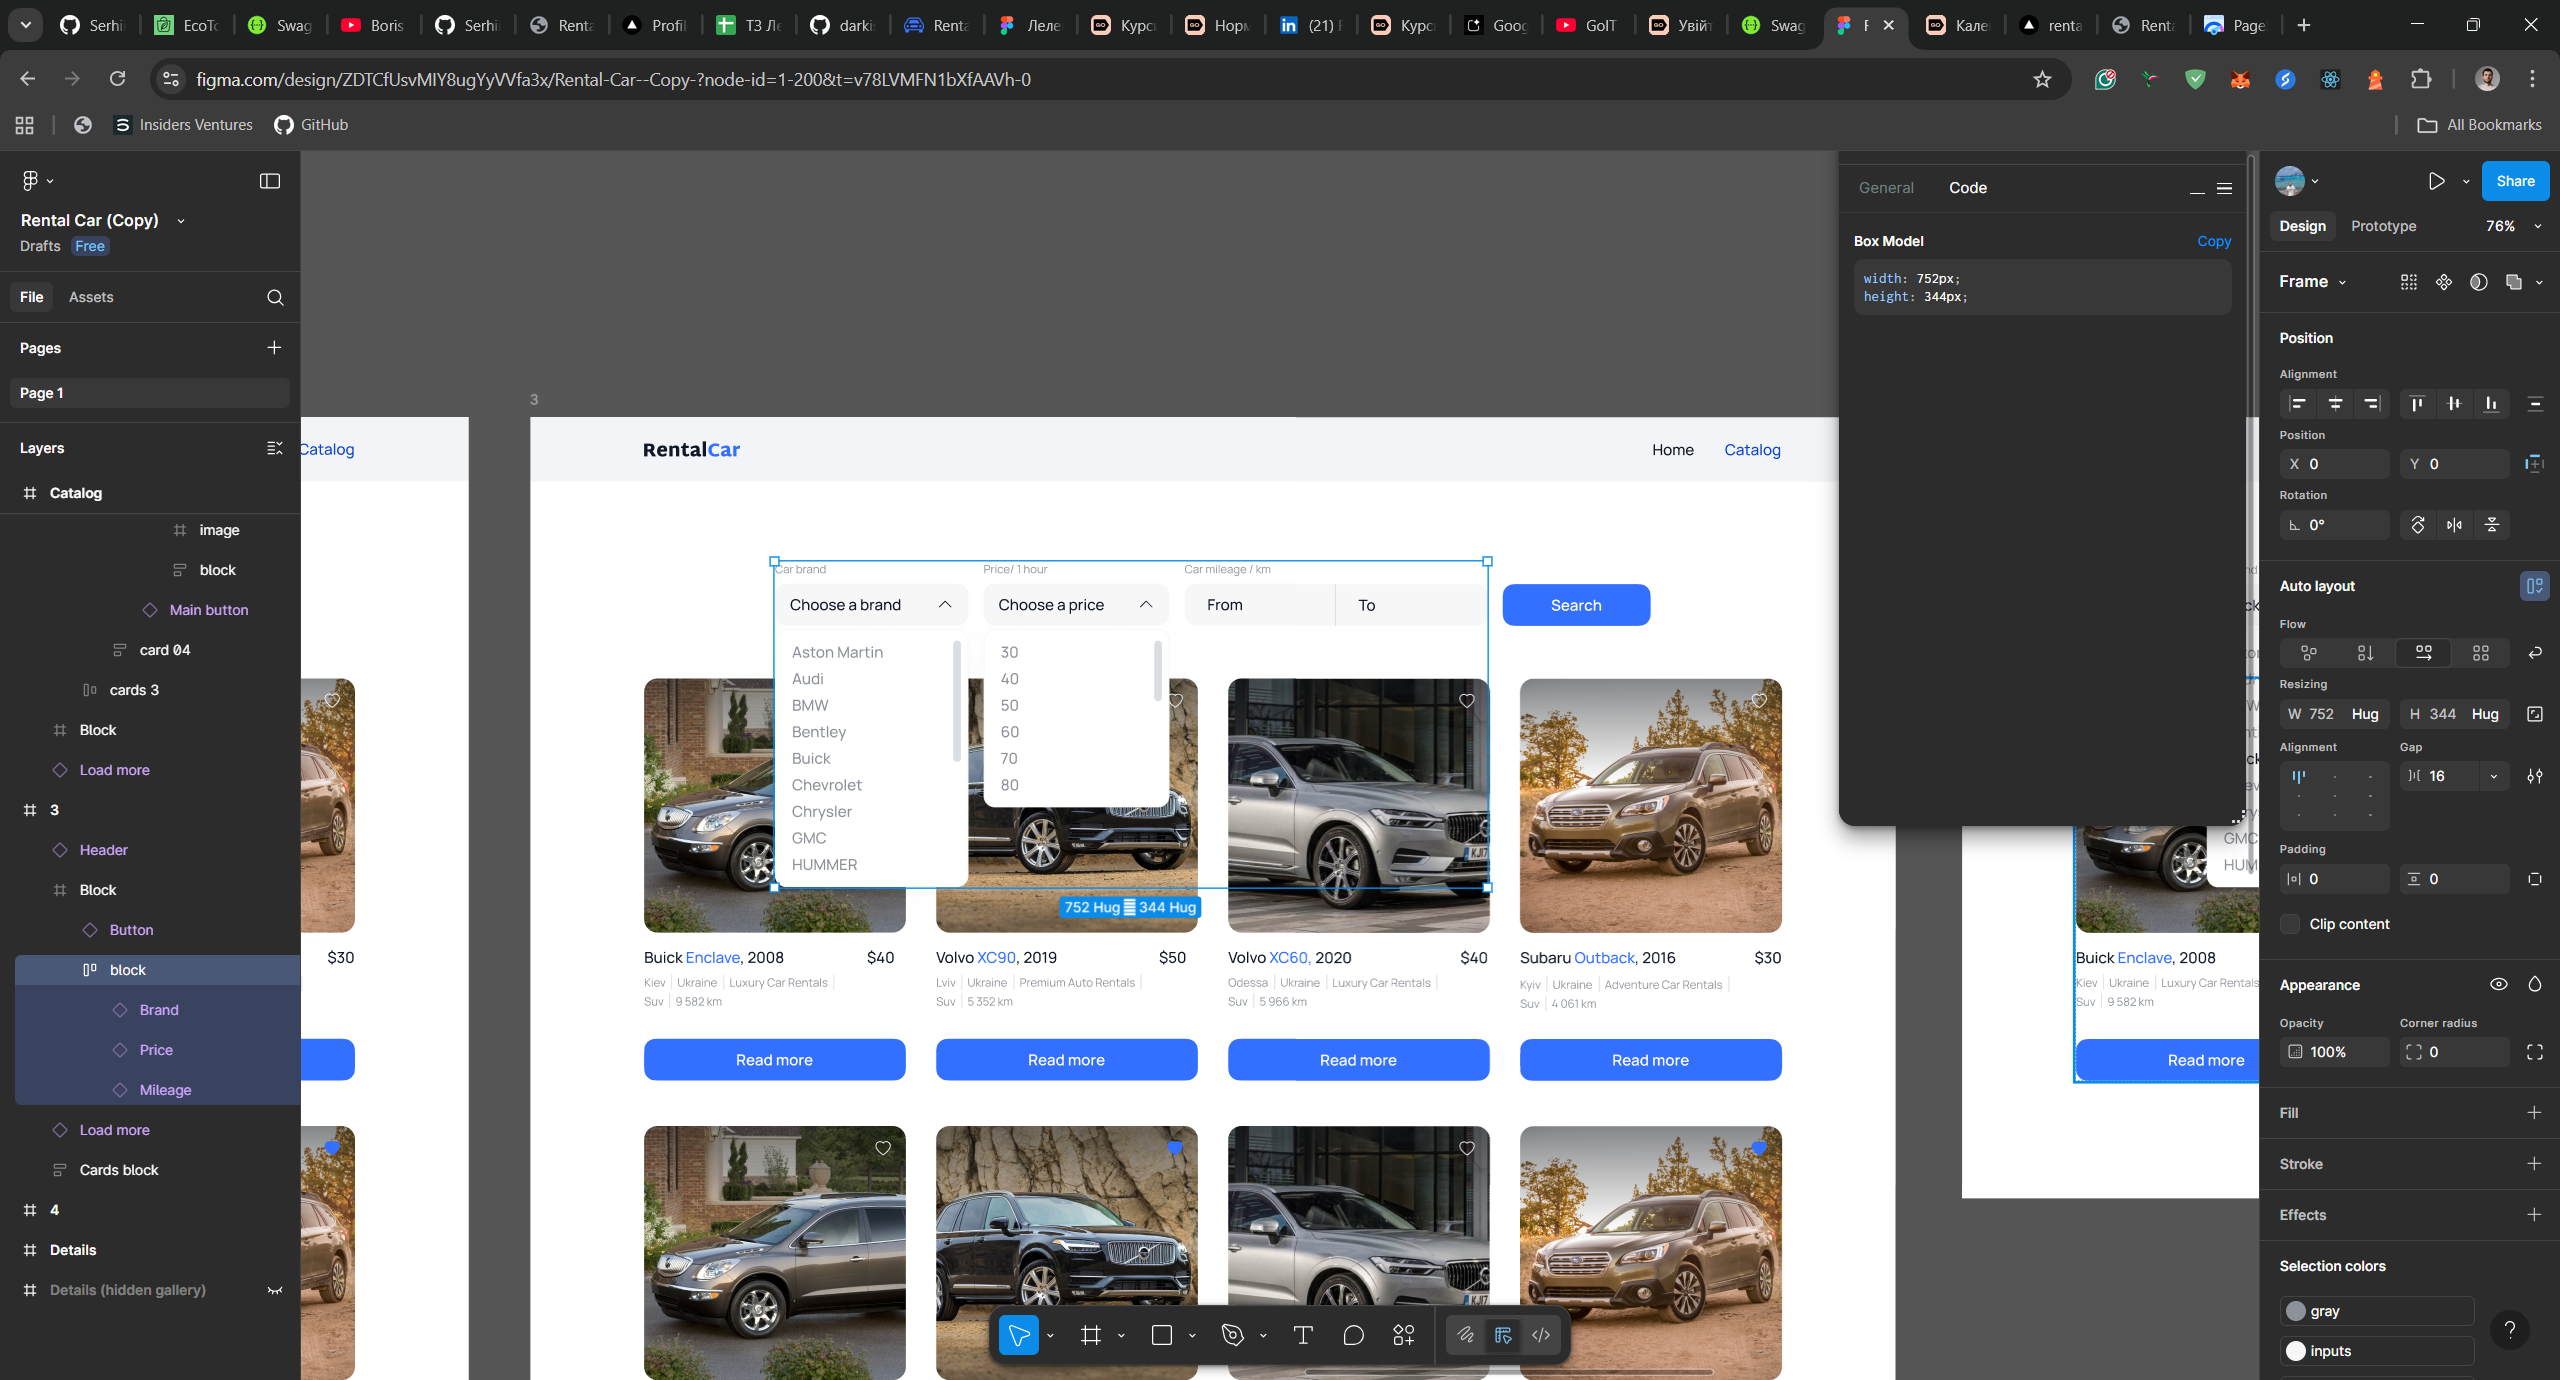 Serhii
EcoTo
Swag
Boris
Serhii
Renta
Profil
ТЗ Ле
darkis
Renta
Леле
Курс
Норм
(21) F
Курс
Goog
GoIT
Увійт
Swag
F
Кале
renta
Renta
Page
figma.com/design/ZDTCfUsvMIY8ugYyVVfa3x/Rental-Car--Copy-?node-id=1-200&t=v78LVMFN1bXfAAVh-0
Insiders Ventures
GitHub
All Bookmarks
Rental Car (Copy)
Drafts Free
File Assets
Pages
Page 1
Layers
Catalog
image
block
Main button
card 04
cards 3
Block
Load more
3
Header
Block
Button
block
Brand
Price
Mileage
Load more
Cards block
4
Details
Details (hidden gallery)
Catalog
$30
3
RentalCar
Home Catalog
Car brand
Price/ 1 hour
Car mileage / km
Choose a brand
Choose a price
From
To
Search
Aston Martin
Audi
BMW
Bentley
Buick
Chevrolet
Chrysler
GMC
HUMMER
30
40
50
60
70
80
752 Hug 344 Hug
Buick Enclave, 2008 $40
Kiev Ukraine Luxury Car Rentals
Suv 9 582 km
Read more
Volvo XC90, 2019 $50
Lviv Ukraine Premium Auto Rentals
Suv 5 352 km
Read more
Volvo XC60, 2020 $40
Odessa Ukraine Luxury Car Rentals
Suv 5 966 km
Read more
Subaru Outback, 2016 $30
Kyiv Ukraine Adventure Car Rentals
Suv 4 061 km
Read more
General Code
Box Model Copy
width: 752px;
height: 344px;
GMC
HUM
Buick Enclave, 2008
Kiev Ukraine Luxury Car Rentals
Suv 9 582 km
Read more
Share
Design Prototype 76%
Frame
Position
Alignment
Position
X 0 Y 0
Rotation
0°
Auto layout
Flow
Resizing
W 752 Hug H 344 Hug
Alignment Gap
16
Padding
0 0
Clip content
Appearance
Opacity Corner radius
100% 0
Fill
Stroke
Effects
Selection colors
gray
inputs
?